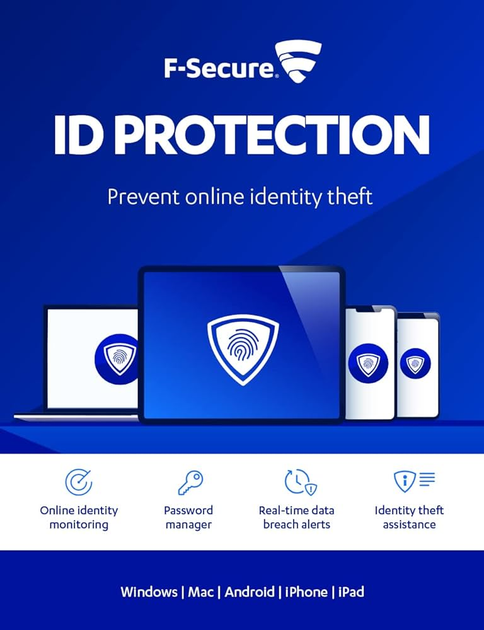 F-Secure®
ID PROTECTION
Prevent online identity theft
Online identity
monitoring
Password
manager
Real-time data
breach alerts
Identity theft
assistance
Windows | Mac | Android | iPhone | iPad